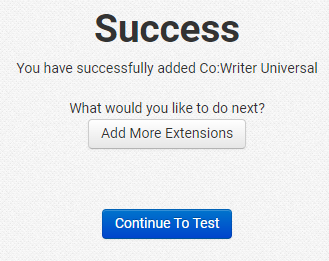 Success
You have successfully added Co:Writer Universal
What would you like to do next?
Add More Extensions
Continue To Test